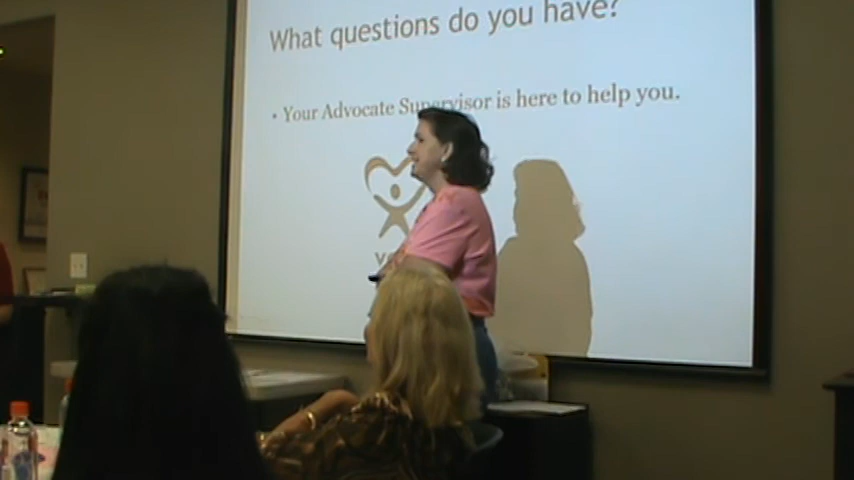 What questions do you have?
• Your Advocate Supervisor is here to help you.